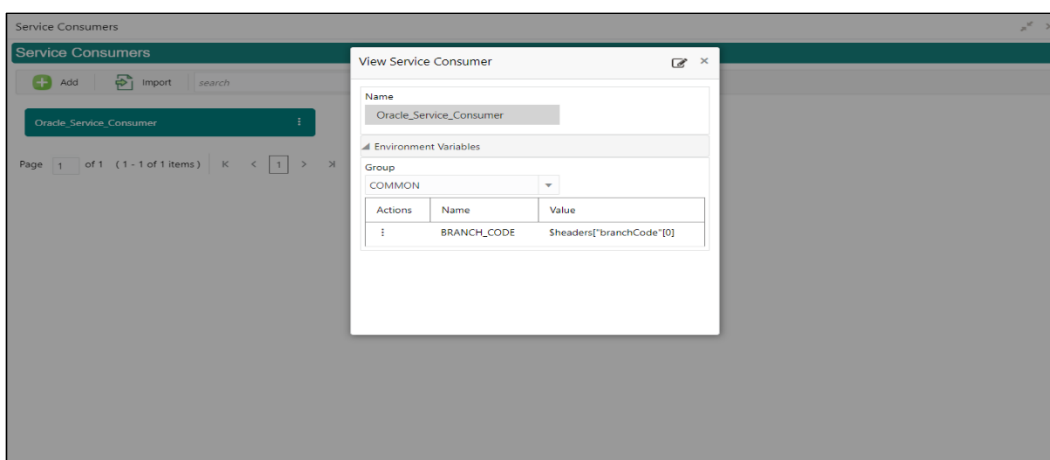 Service Consumers
Service Consumers
Add Import search
Oracle_Service_Consumer
Page 1 of 1 (1 - 1 of 1 items) K < 1 > >|
View Service Consumer
Name
Oracle_Service_Consumer
Environment Variables
Group
COMMON
Actions Name Value
BRANCH_CODE $headers["branchCode"[0]